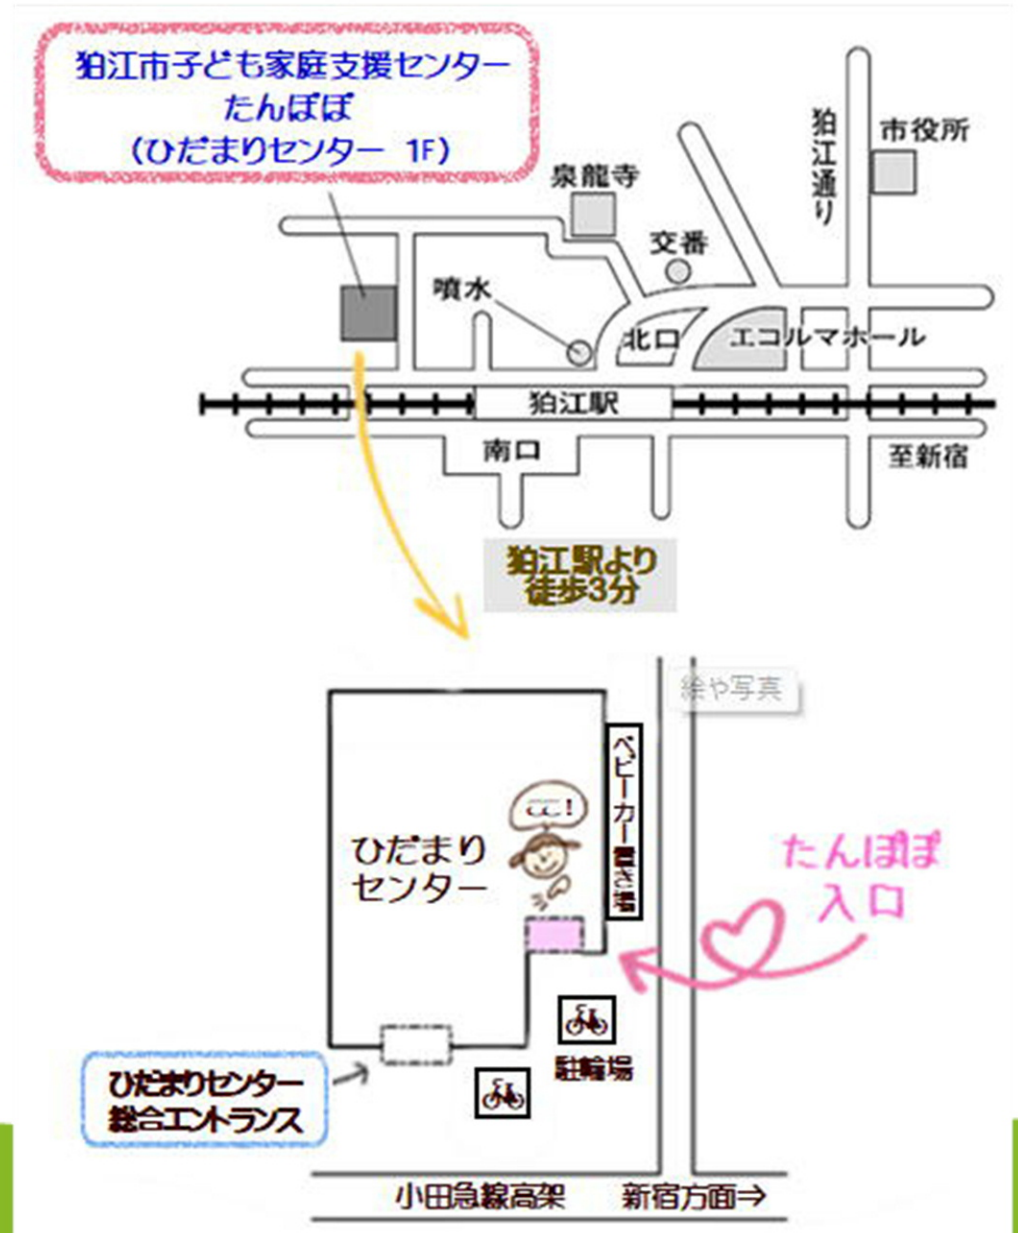 狛江市子ども家庭支援センター
たんぽぽ
（ひだまりセンター 1F）
狛江通り
市役所
泉龍寺
交番
噴水
北口
エコルマホール
狛江駅
南口
至新宿
狛江駅より
徒歩3分
絵や写真
ベビーカー置き場
ここ!
ひだまり
センター
たんぽぽ
入口
駐輪場
ひだまりセンター
総合エントランス
小田急線高架 新宿方面⇒